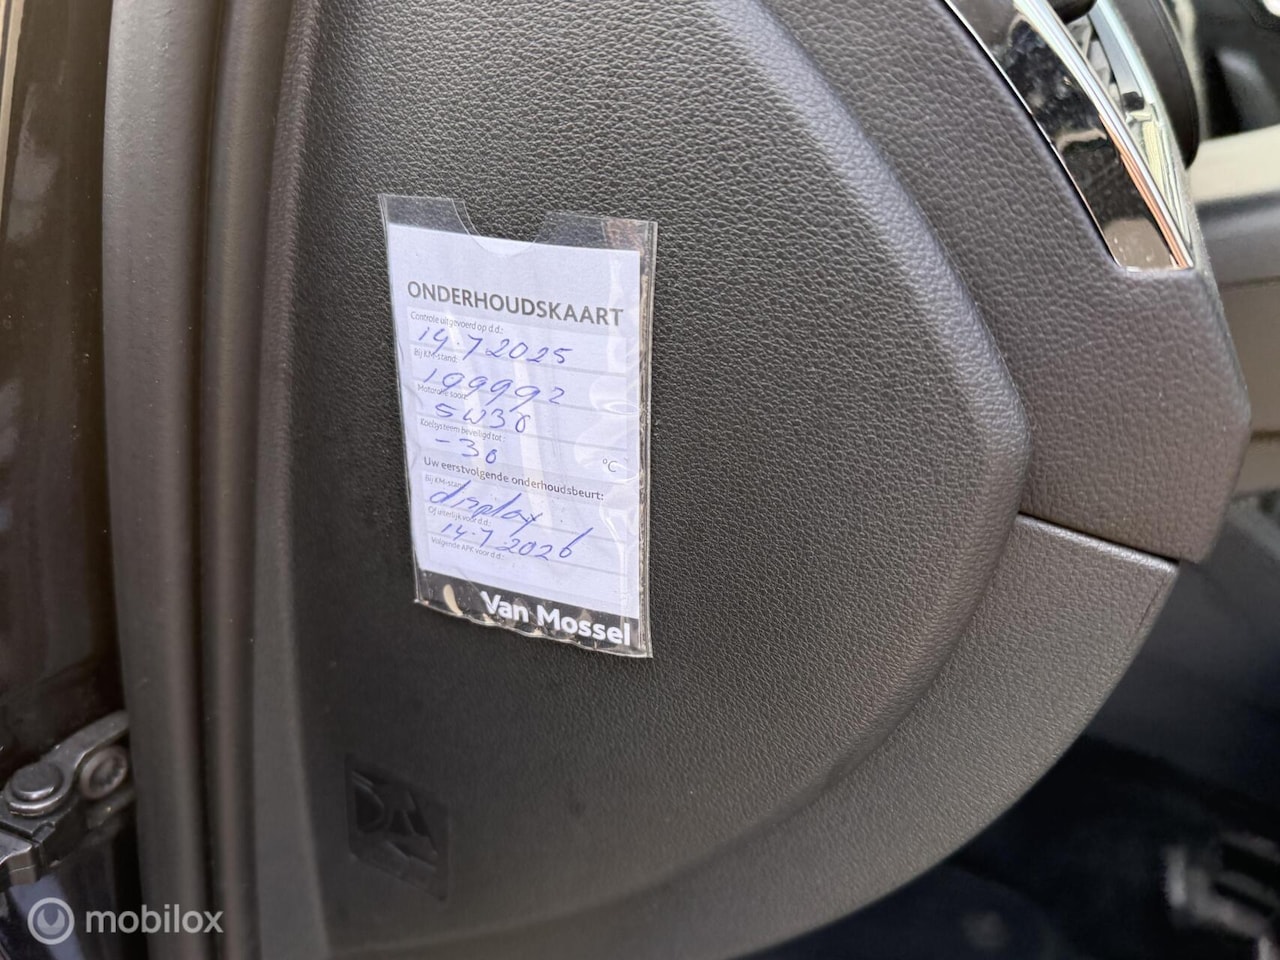 ONDERHOUDSKAART
Controle uitgevoerd op d.d.:
14.7.2025
Bij KM-stand:
199992
Motorolie soort:
5W30
Koelsysteem beveiligd tot:
-30 °C
Uw eerstvolgende onderhoudsbeurt:
Bij KM-stand:
display !
Of uiterlijk voor d.d.:
14.7.2026
Volgende APK voor d.d.:
Van Mossel
mobilox